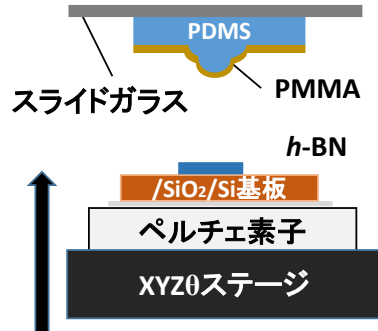 PDMS
PMMA
スライドガラス
h-BN
/SiO₂/Si基板
ペルチェ素子
XYZθステージ